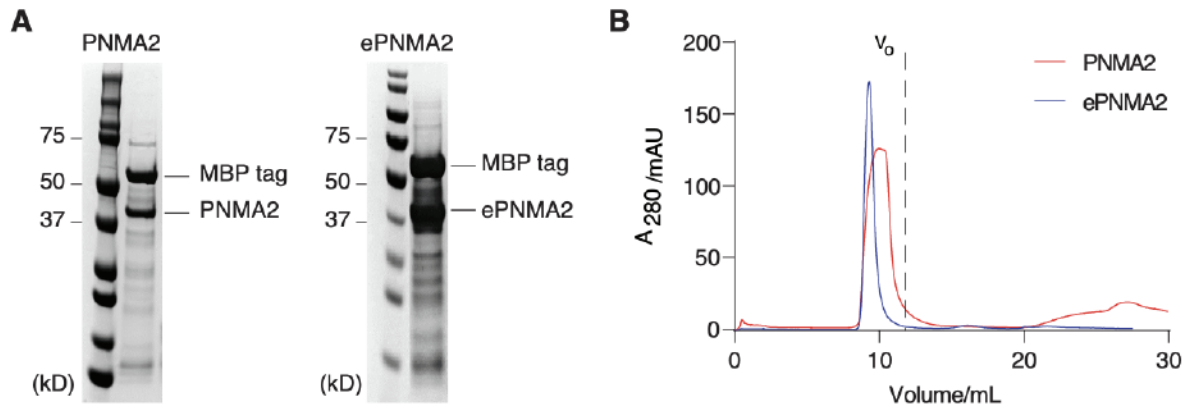 A
PNMA2
75
50
37
(kD)
MBP tag
PNMA2
ePNMA2
75
50
37
(kD)
MBP tag
ePNMA2
B
200
150
100
50
0
A280 /mAU
Vo
PNMA2
ePNMA2
0
10
20
30
Volume/mL